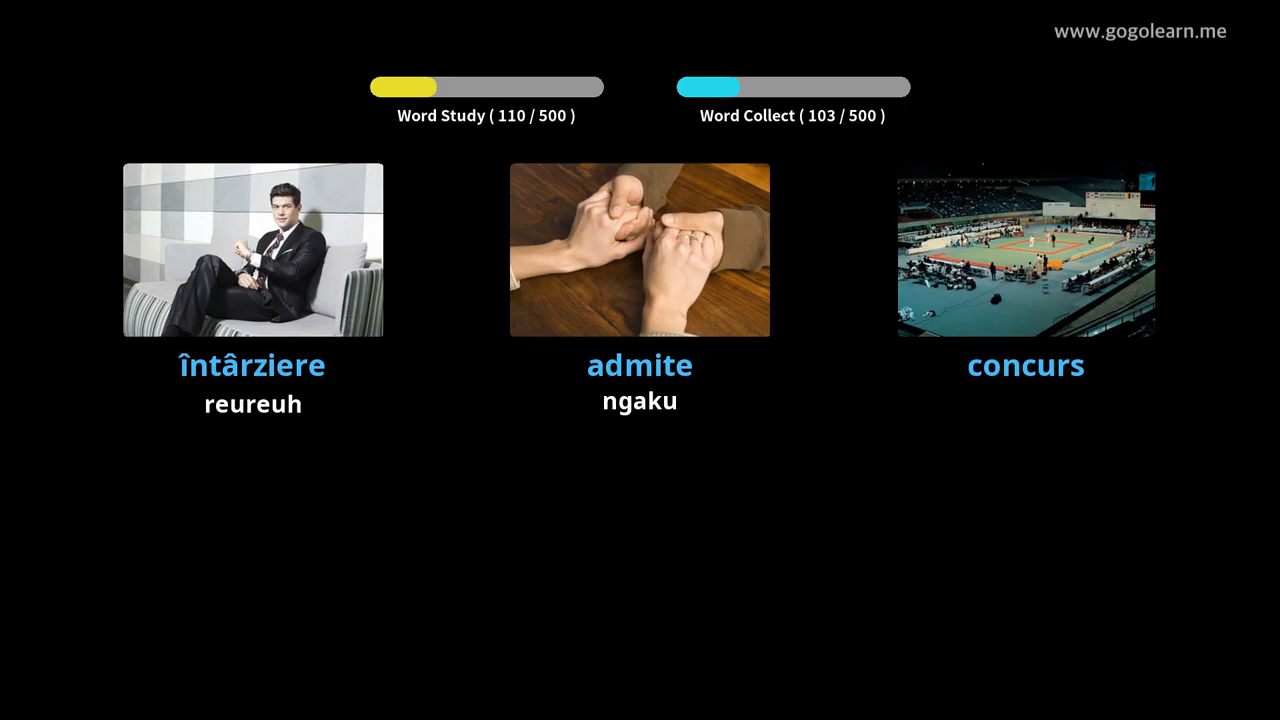 www.gogolearn.me
Word Study ( 110 / 500 )
Word Collect ( 103 / 500 )
întârziere
admite
concurs
reureuh
ngaku